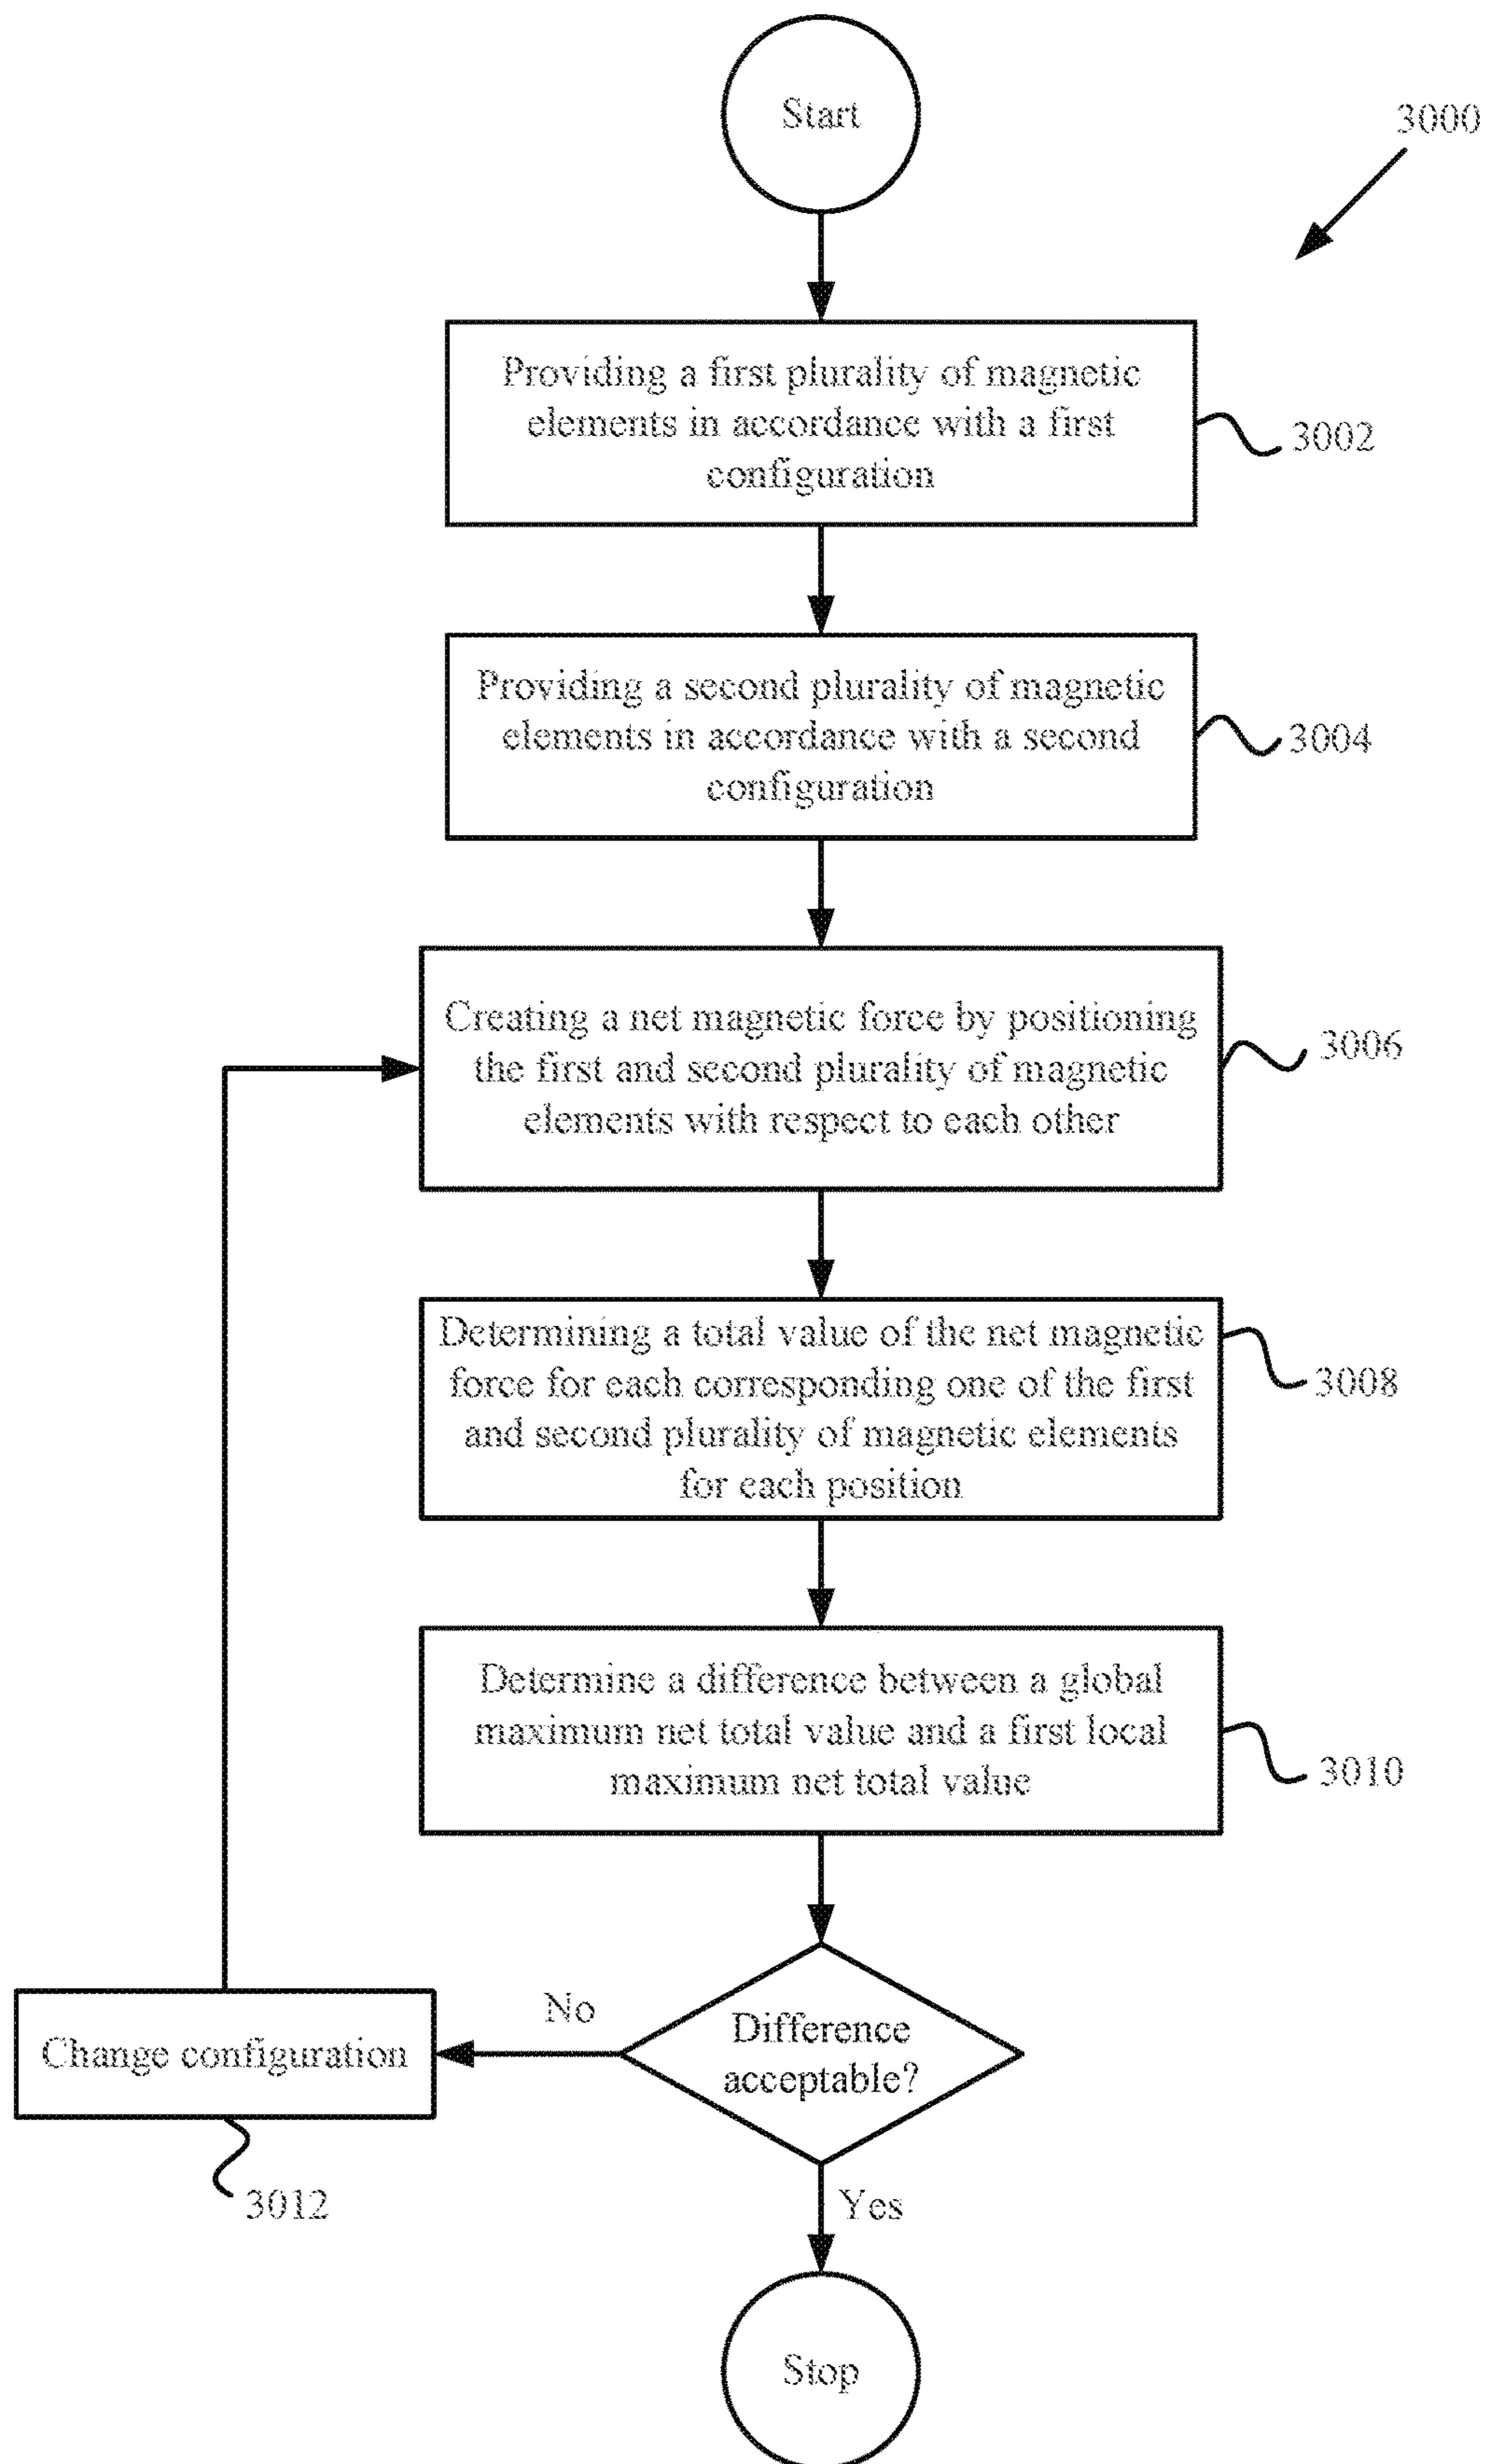 Start
3000
Providing a first plurality of magnetic
elements in accordance with a first
configuration
3002
Providing a second plurality of magnetic
elements in accordance with a second
configuration
3004
Creating a net magnetic force by positioning
the first and second plurality of magnetic
elements with respect to each other
3006
Determining a total value of the net magnetic
force for each corresponding one of the first
and second plurality of magnetic elements
for each position
3008
Determine a difference between a global
maximum net total value and a first local
maximum net total value
3010
Difference
acceptable?
No
Change configuration
3012
Yes
Stop